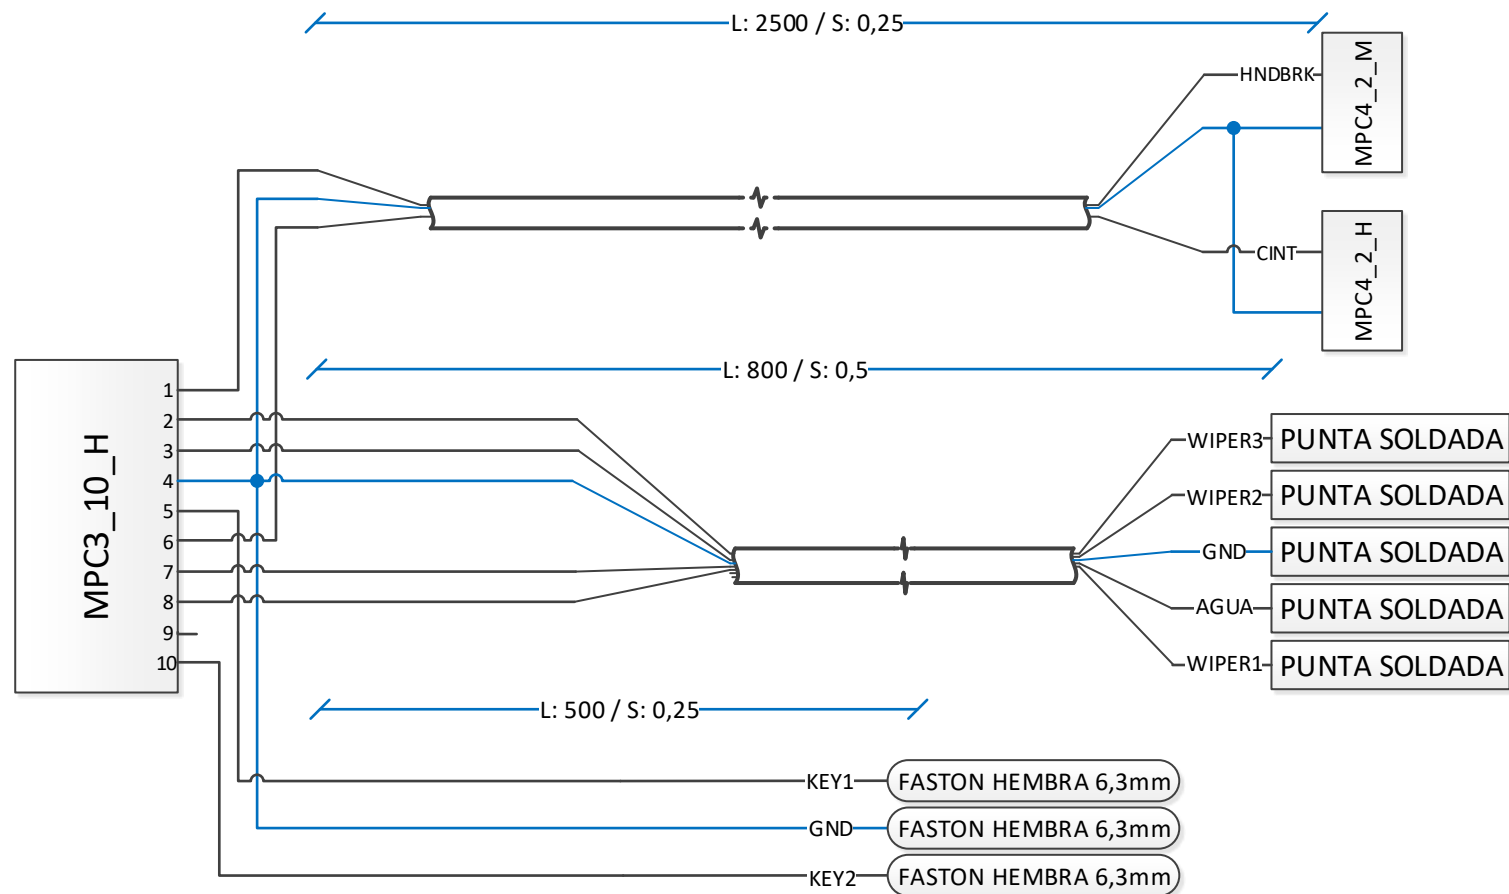 L: 2500 / S: 0,25
HNDBRK
MPC4_2_M
CINT
MPC4_2_H
L: 800 / S: 0,5
MPC3_10_H
1
2
3
4
5
6
7
8
9
10
WIPER3 PUNTA SOLDADA
WIPER2 PUNTA SOLDADA
GND PUNTA SOLDADA
AGUA PUNTA SOLDADA
WIPER1 PUNTA SOLDADA
L: 500 / S: 0,25
KEY1 FASTON HEMBRA 6,3mm
GND FASTON HEMBRA 6,3mm
KEY2 FASTON HEMBRA 6,3mm